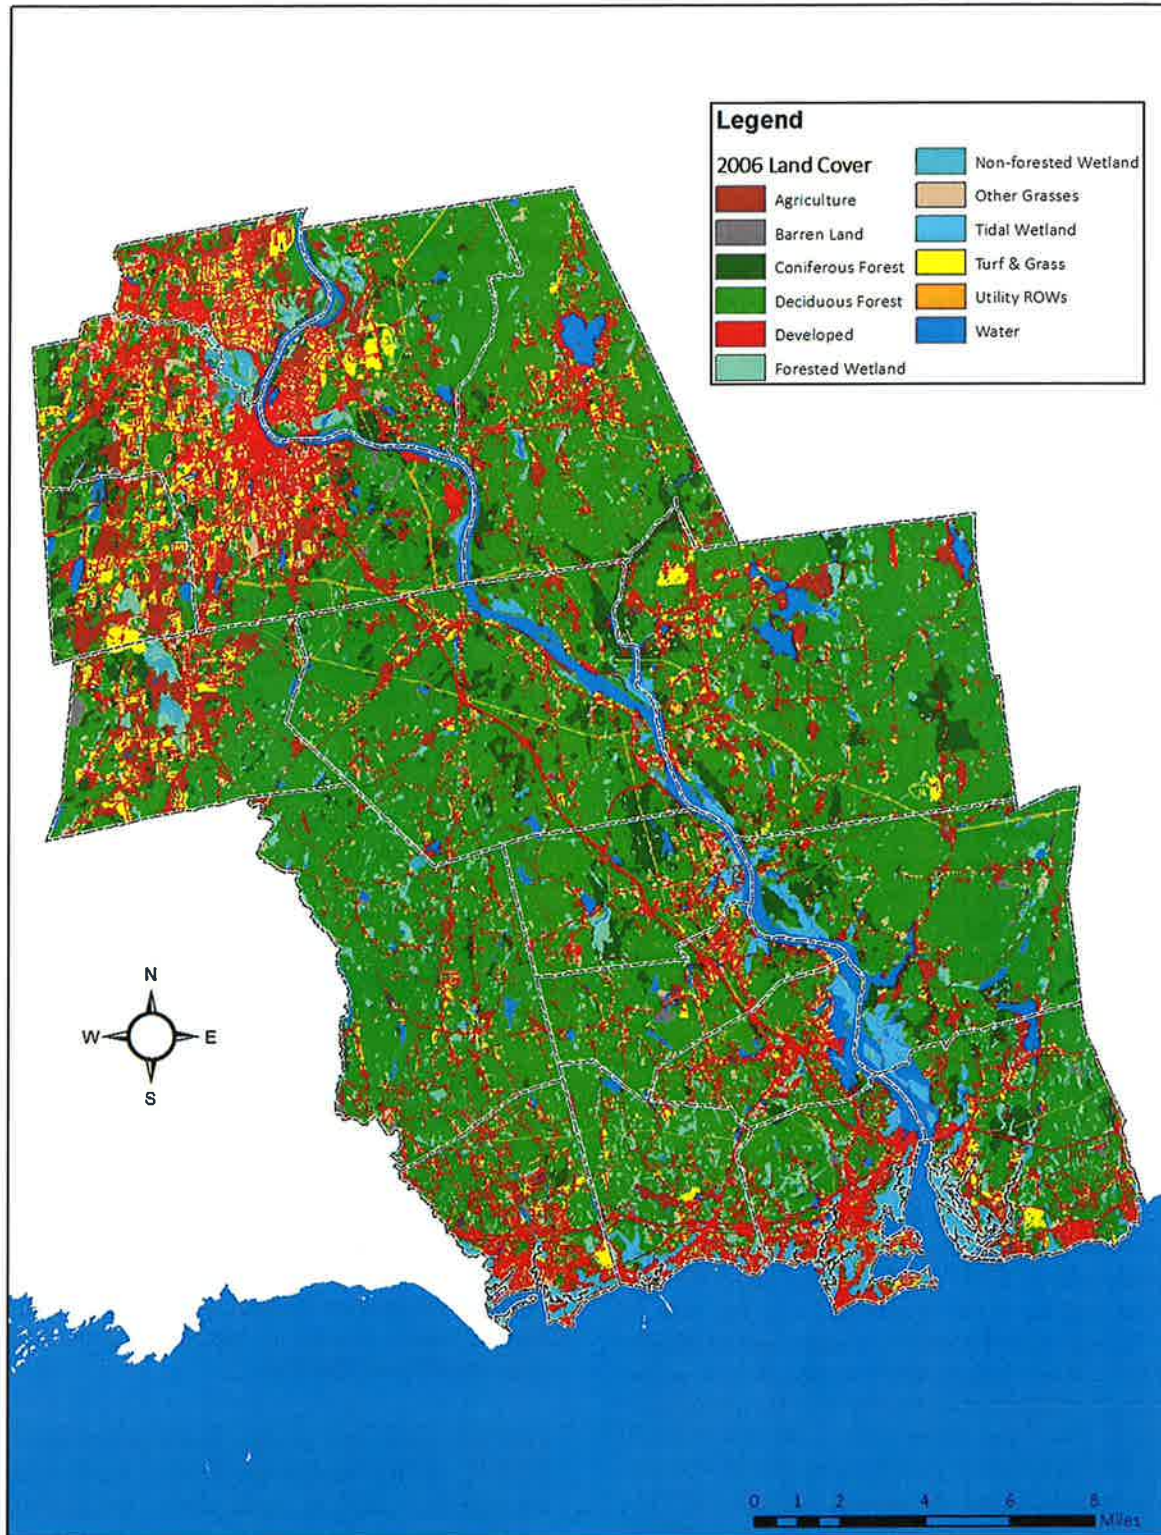 Legend
2006 Land Cover
Agriculture
Barren Land
Coniferous Forest
Deciduous Forest
Developed
Forested Wetland
Non-forested Wetland
Other Grasses
Tidal Wetland
Turf & Grass
Utility ROWs
Water
N
W E
S
0 1 2 4 6 8
Miles